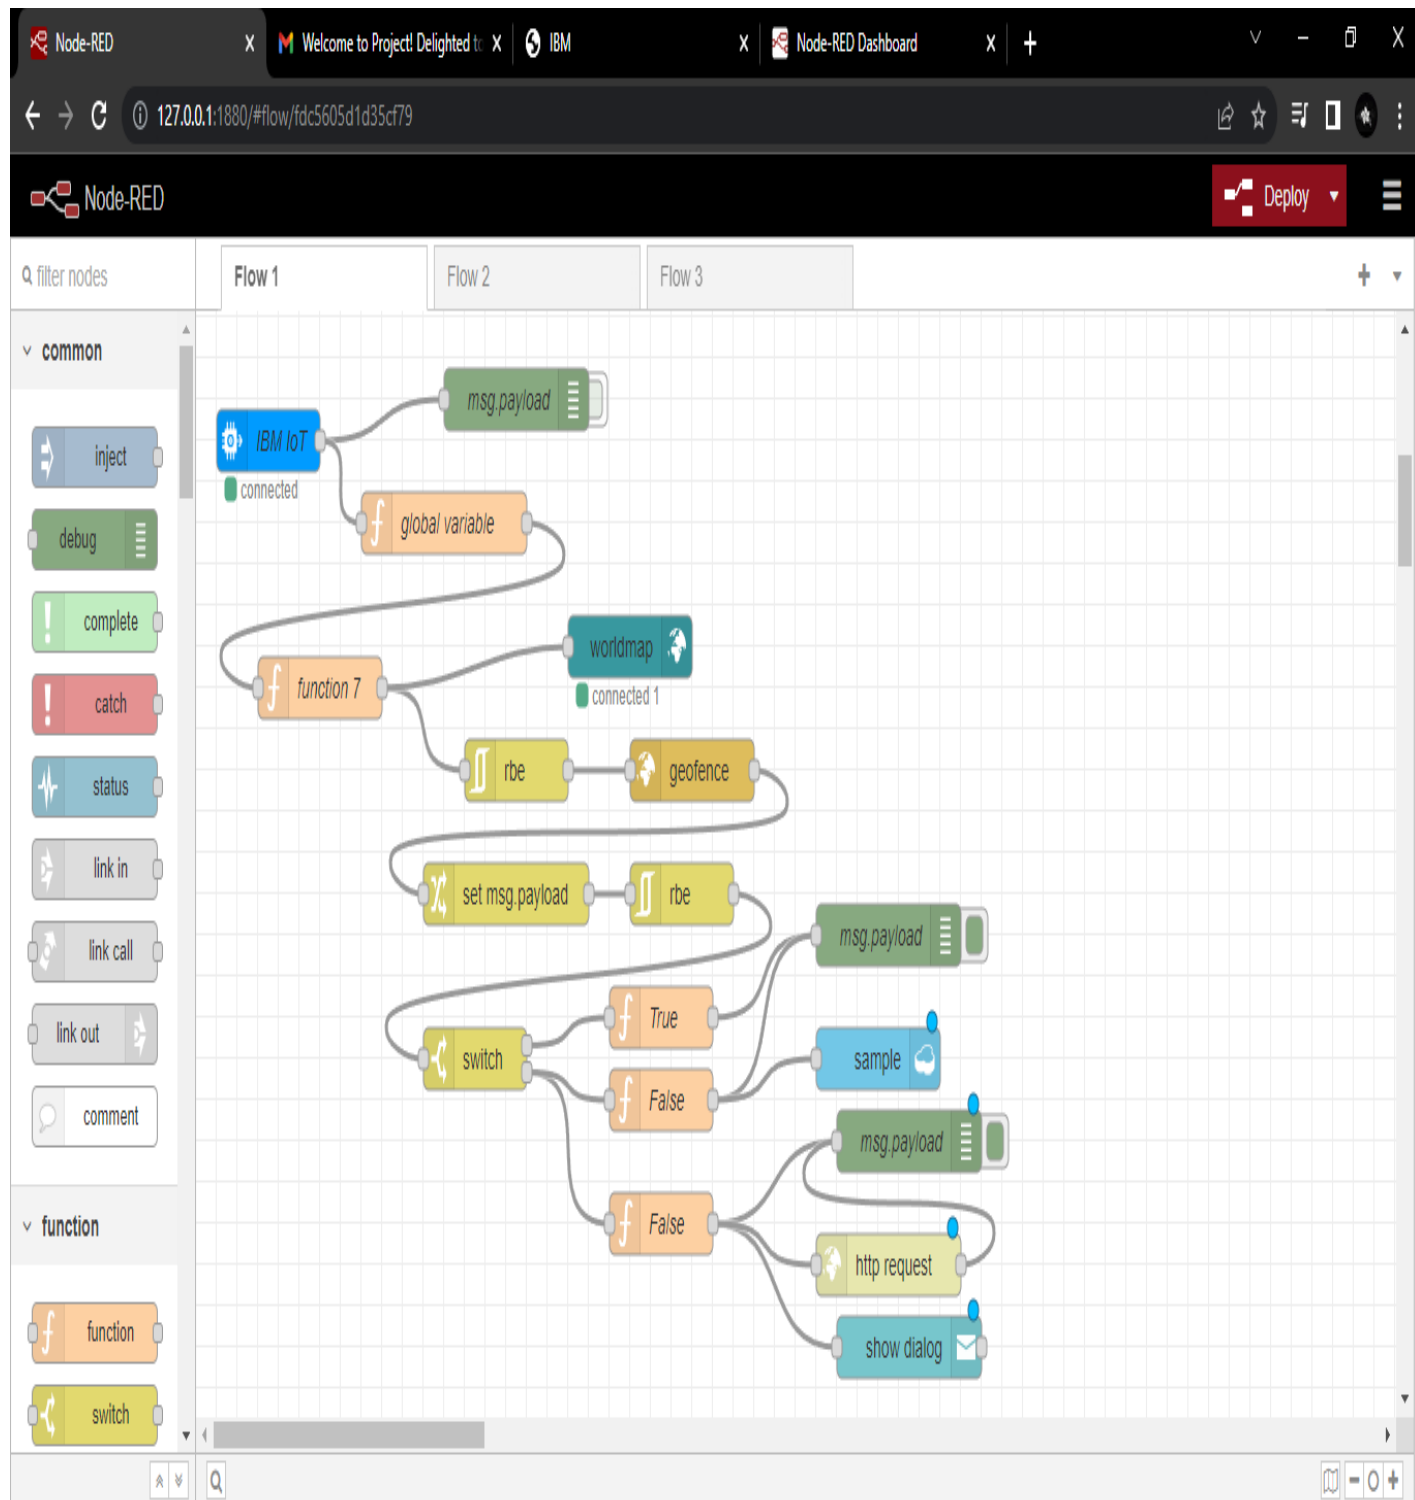 Node-RED
Welcome to Project! Delighted to
IBM
Node-RED Dashboard
127.0.0.1:1880/#flow/fdc5605d1d35cf79
Node-RED
Deploy
filter nodes
Flow 1
Flow 2
Flow 3
common
inject
debug
complete
catch
status
link in
link call
link out
comment
function
function
switch
msg.payload
IBM IoT
connected
global variable
worldmap
connected 1
function 7
rbe
geofence
set msg.payload
rbe
msg.payload
True
switch
sample
False
msg.payload
False
http request
show dialog